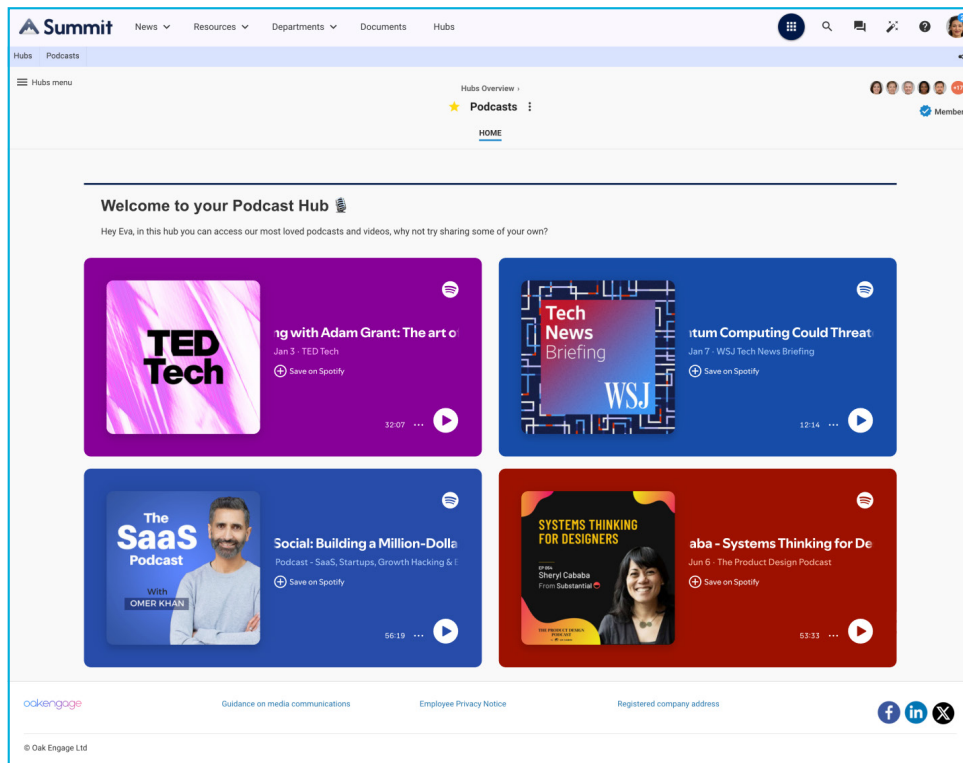 Summit
News
Resources
Departments
Documents
Hubs
Hubs
Podcasts
Hubs menu
Hubs Overview ›
Podcasts
+17
Member
HOME
Welcome to your Podcast Hub
Hey Eva, in this hub you can access our most loved podcasts and videos, why not try sharing some of your own?
TED
Tech
ng with Adam Grant: The art o
Jan 3 · TED Tech
Save on Spotify
32:07
Tech
News
Briefing
WSJ
ntum Computing Could Threat
Jan 7 · WSJ Tech News Briefing
Save on Spotify
12:14
The
SaaS
Podcast
With
OMER KHAN
Social: Building a Million-Dolla
Podcast - SaaS, Startups, Growth Hacking &
Save on Spotify
56:19
SYSTEMS THINKING
FOR DESIGNERS
Sheryl Cababa
From Substantial
THE PRODUCT DESIGN
PODCAST
aba - Systems Thinking for De
Jun 6 · The Product Design Podcast
Save on Spotify
53:33
oakengage
Guidance on media communications
Employee Privacy Notice
Registered company address
© Oak Engage Ltd